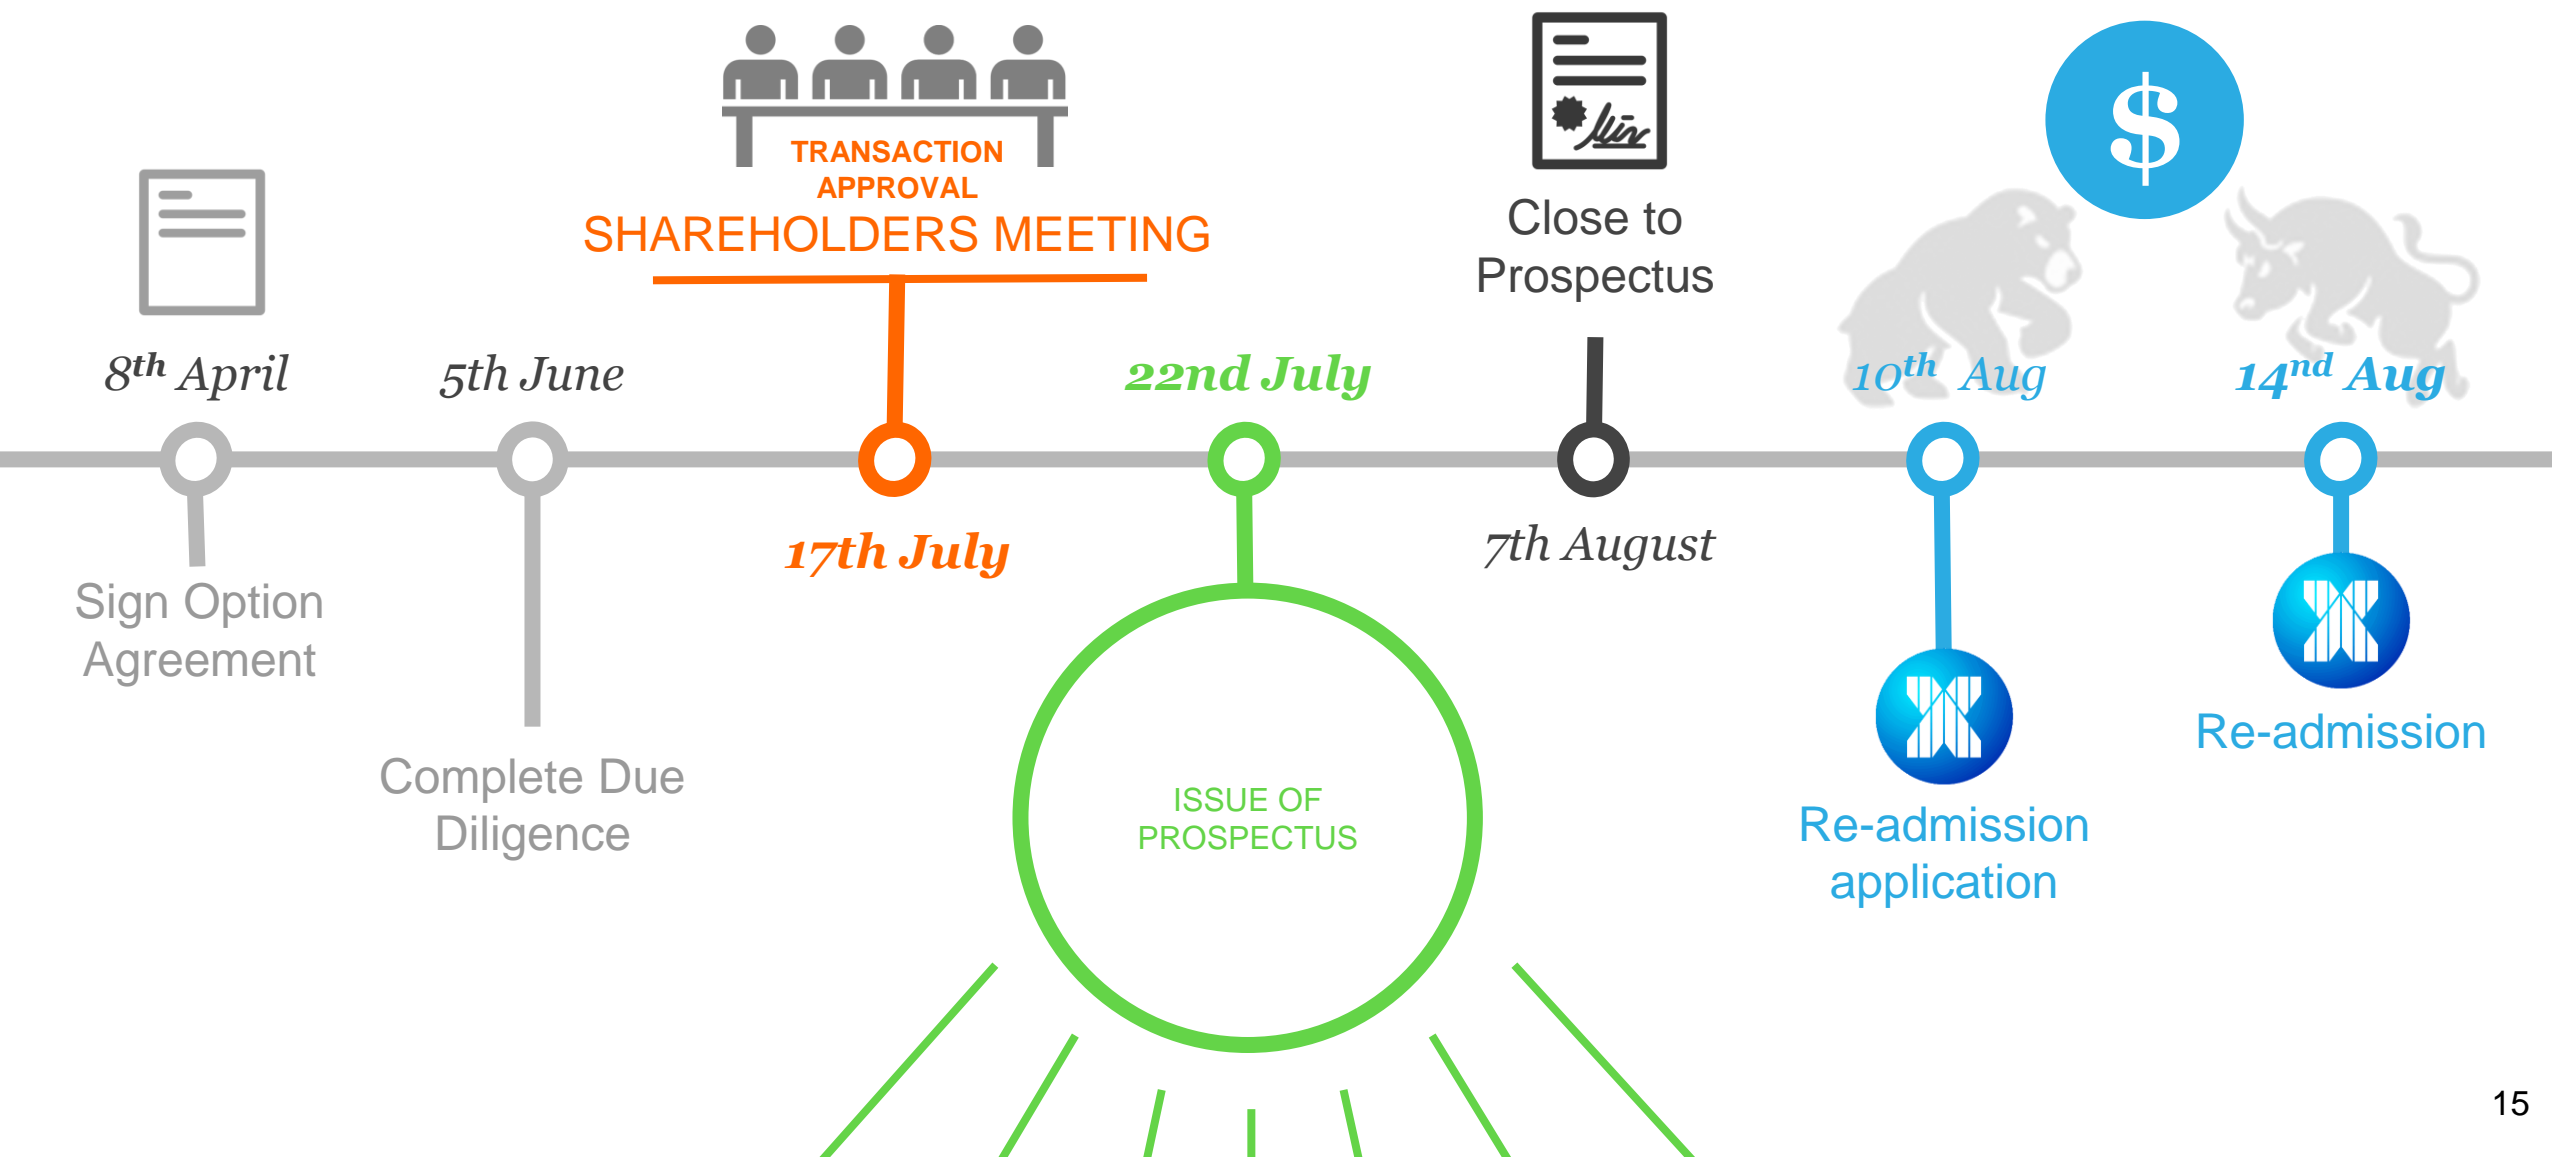 TRANSACTION
APPROVAL
SHAREHOLDERS MEETING
Close to
Prospectus
8th April
5th June
22nd July
10th Aug
14nd Aug
17th July
7th August
Sign Option
Agreement
Complete Due
Diligence
ISSUE OF
PROSPECTUS
Re-admission
application
Re-admission
$
15